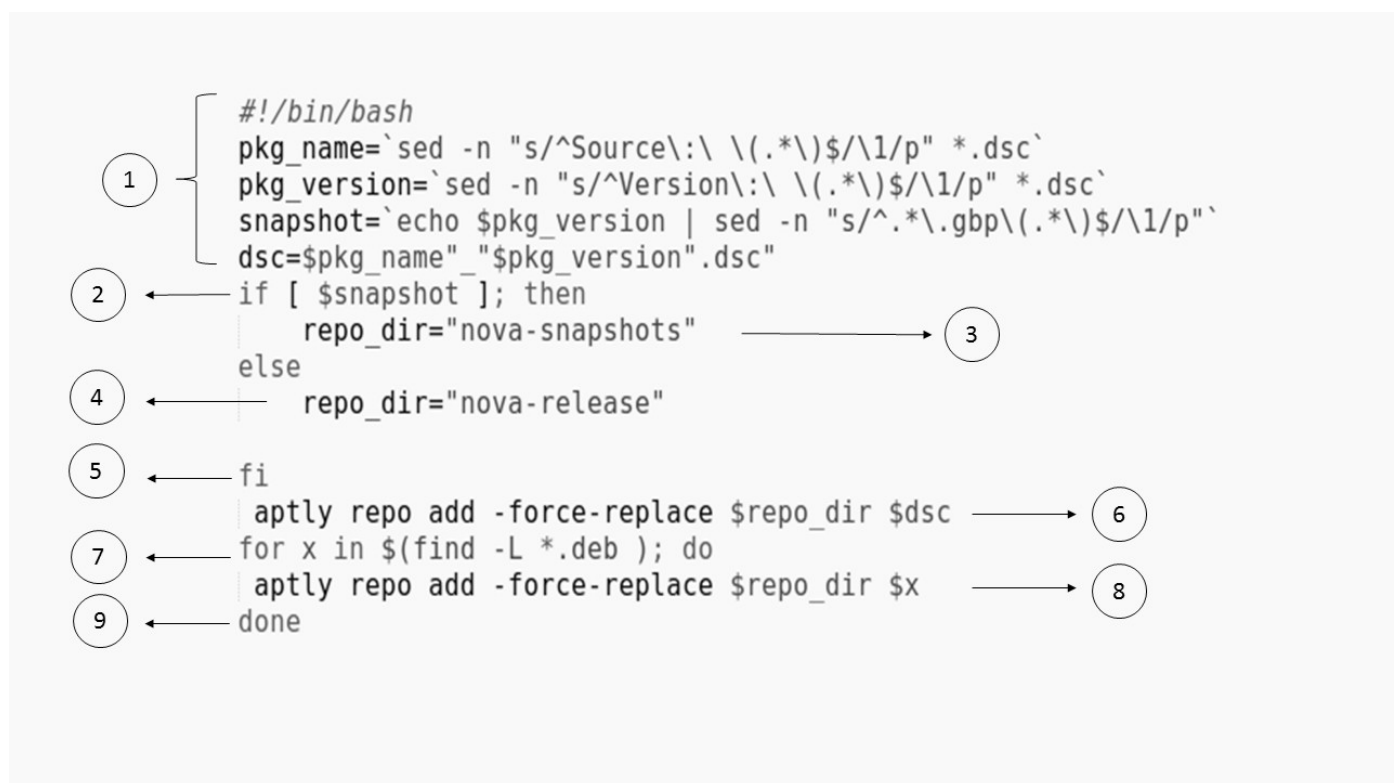 #!/bin/bash
1
pkg_name=`sed -n "s/^Source\:\ \(.*\)$/\1/p" *.dsc`
pkg_version=`sed -n "s/^Version\:\ \(.*\)$/\1/p" *.dsc`
snapshot=`echo $pkg_version | sed -n "s/^.*\.gbp\(.*\)$/\1/p"`
dsc=$pkg_name"_"$pkg_version".dsc"
2 if [ $snapshot ]; then
repo_dir="nova-snapshots" 3
else
4 repo_dir="nova-release"
5 fi
aptly repo add -force-replace $repo_dir $dsc 6
7 for x in $(find -L *.deb ); do
aptly repo add -force-replace $repo_dir $x 8
9 done